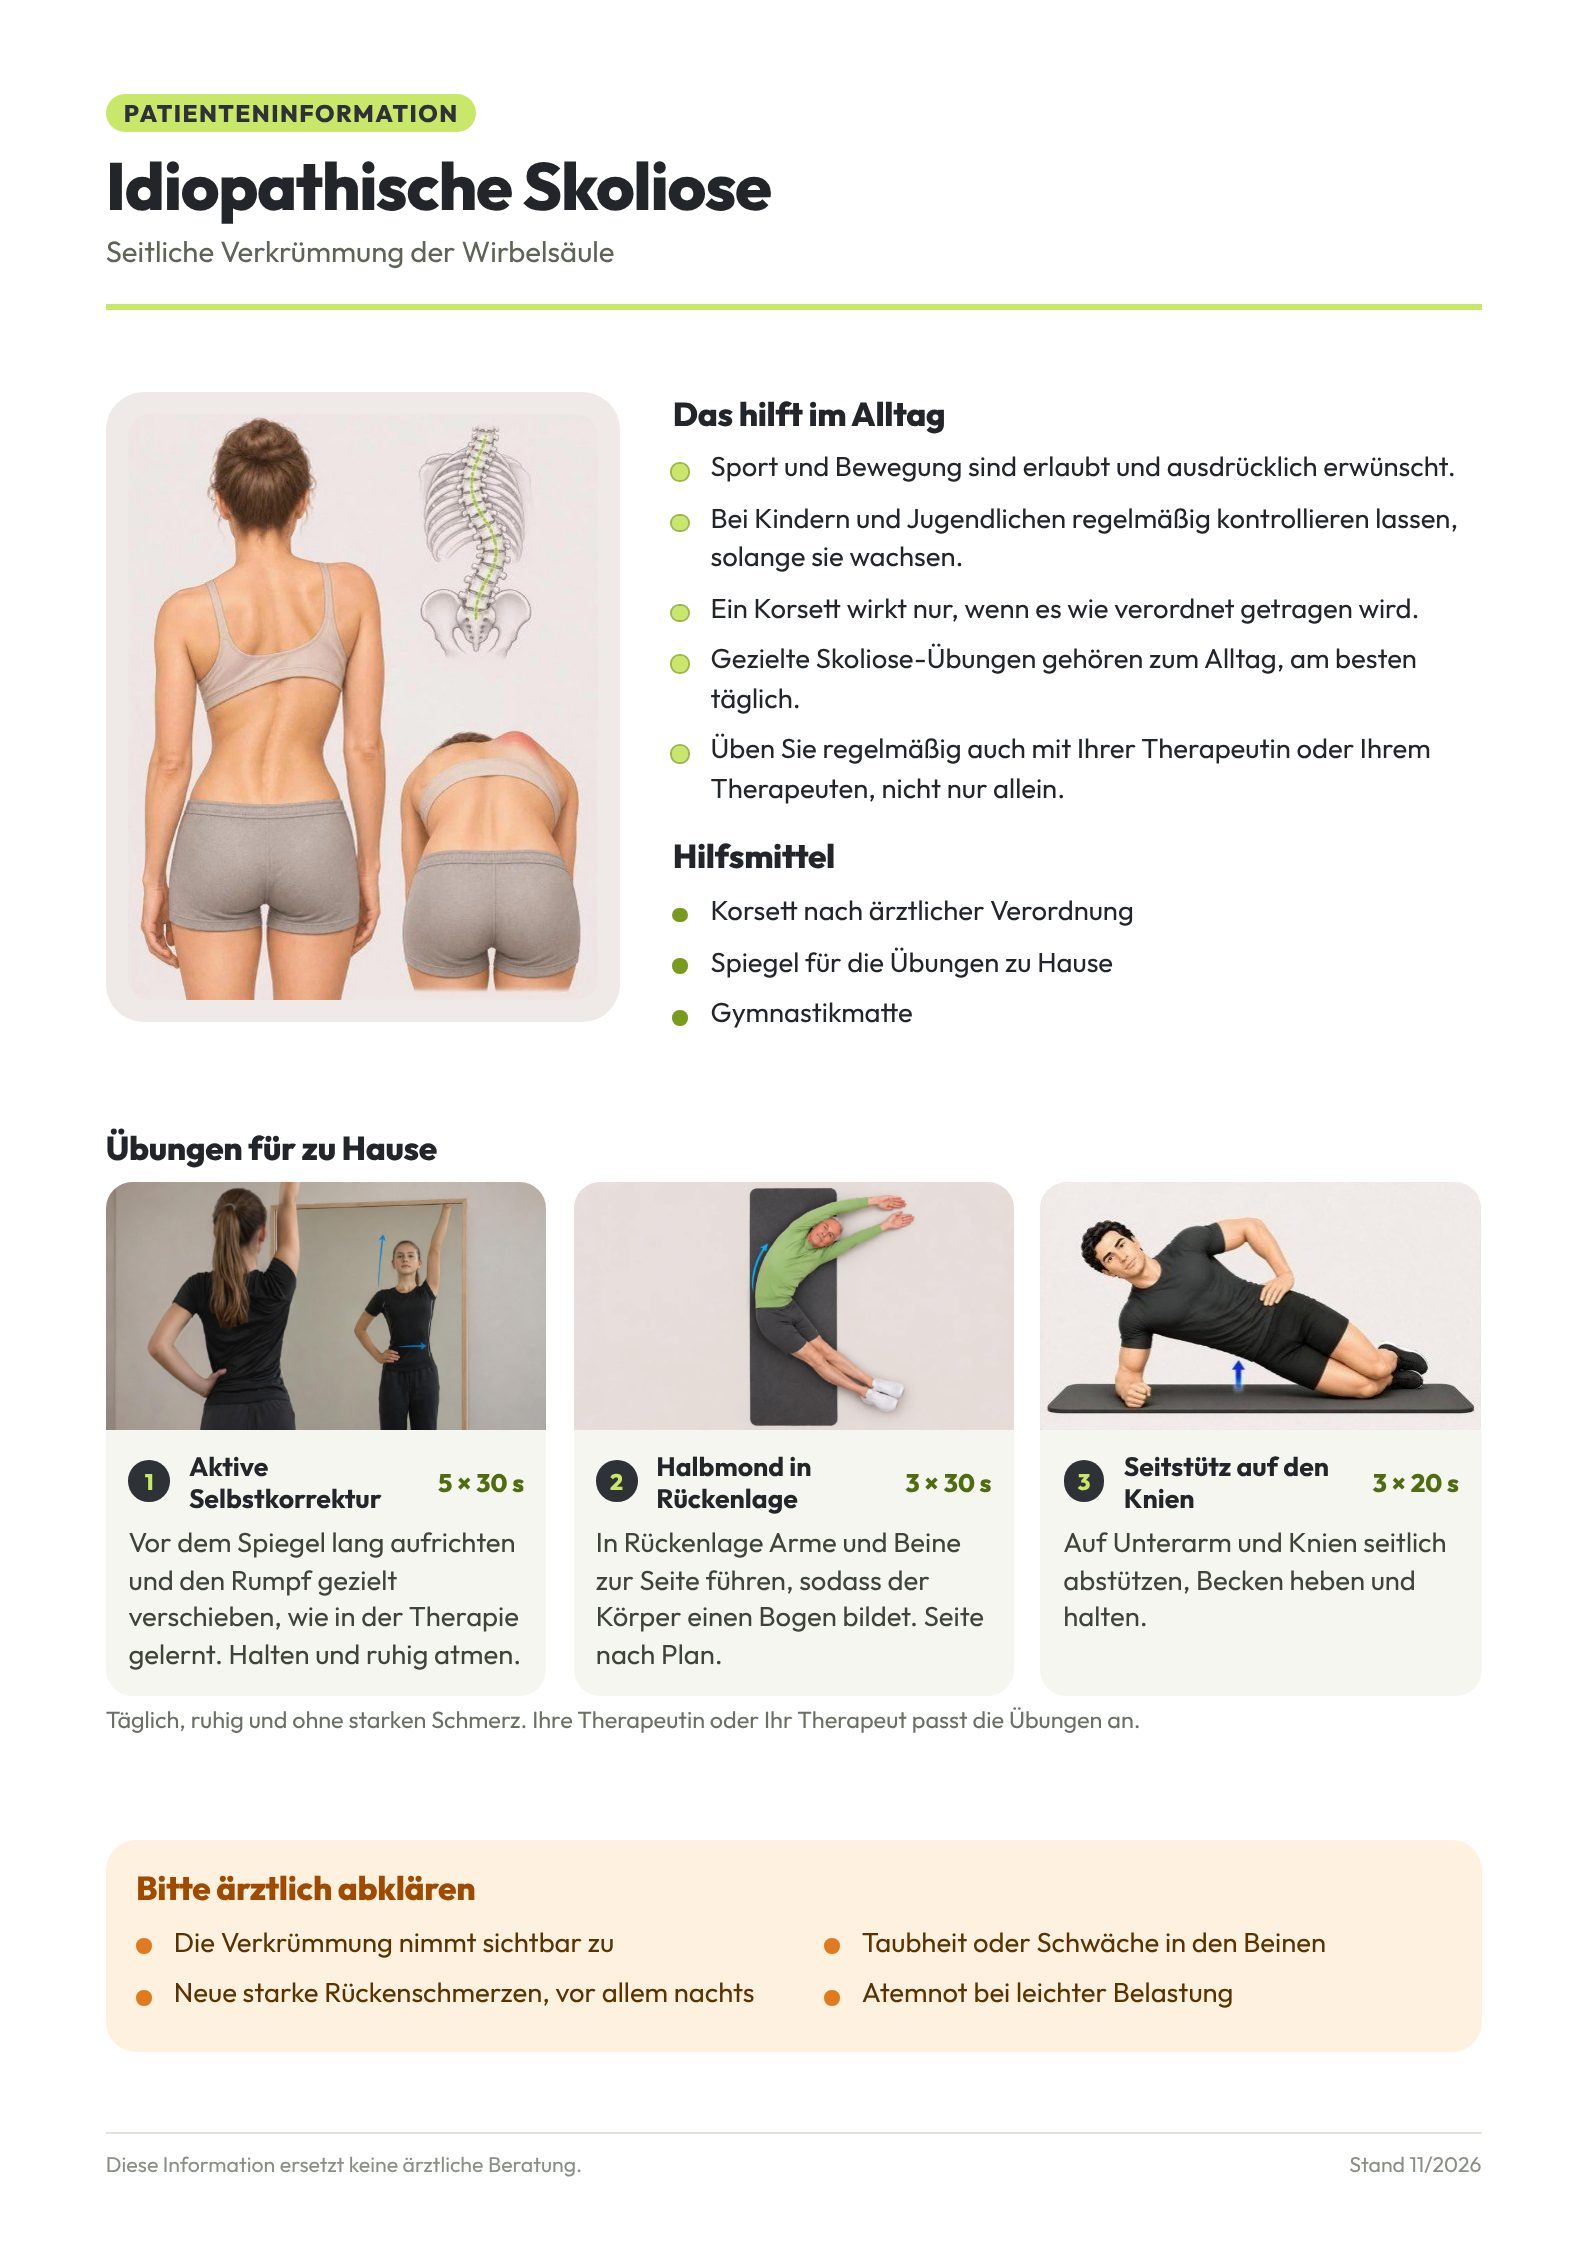 PATIENTENINFORMATION
Idiopathische Skoliose
Seitliche Verkrümmung der Wirbelsäule
Das hilft im Alltag
Sport und Bewegung sind erlaubt und ausdrücklich erwünscht.
Bei Kindern und Jugendlichen regelmäßig kontrollieren lassen,
solange sie wachsen.
Ein Korsett wirkt nur, wenn es wie verordnet getragen wird.
Gezielte Skoliose-Übungen gehören zum Alltag, am besten
täglich.
Üben Sie regelmäßig auch mit Ihrer Therapeutin oder Ihrem
Therapeuten, nicht nur allein.
Hilfsmittel
Korsett nach ärztlicher Verordnung
Spiegel für die Übungen zu Hause
Gymnastikmatte
Übungen für zu Hause
1
Aktive
Selbstkorrektur
5 × 30 s
Vor dem Spiegel lang aufrichten
und den Rumpf gezielt
verschieben, wie in der Therapie
gelernt. Halten und ruhig atmen.
2
Halbmond in
Rückenlage
3 × 30 s
In Rückenlage Arme und Beine
zur Seite führen, sodass der
Körper einen Bogen bildet. Seite
nach Plan.
3
Seitstütz auf den
Knien
3 × 20 s
Auf Unterarm und Knien seitlich
abstützen, Becken heben und
halten.
Täglich, ruhig und ohne starken Schmerz. Ihre Therapeutin oder Ihr Therapeut passt die Übungen an.
Bitte ärztlich abklären
Die Verkrümmung nimmt sichtbar zu
Neue starke Rückenschmerzen, vor allem nachts
Taubheit oder Schwäche in den Beinen
Atemnot bei leichter Belastung
Diese Information ersetzt keine ärztliche Beratung.
Stand 11/2026